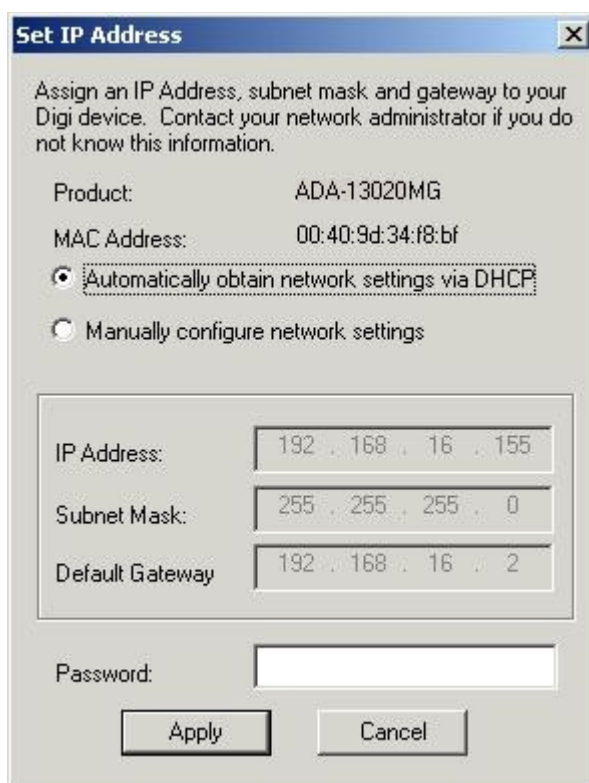 Set IP Address
Assign an IP Address, subnet mask and gateway to your
Digi device. Contact your network administrator if you do
not know this information.
Product: ADA-13020MG
MAC Address: 00:40:9d:34:f8:bf
Automatically obtain network settings via DHCP
Manually configure network settings
IP Address: 192 . 168 . 16 . 155
Subnet Mask: 255 . 255 . 255 . 0
Default Gateway 192 . 168 . 16 . 2
Password:
Apply Cancel